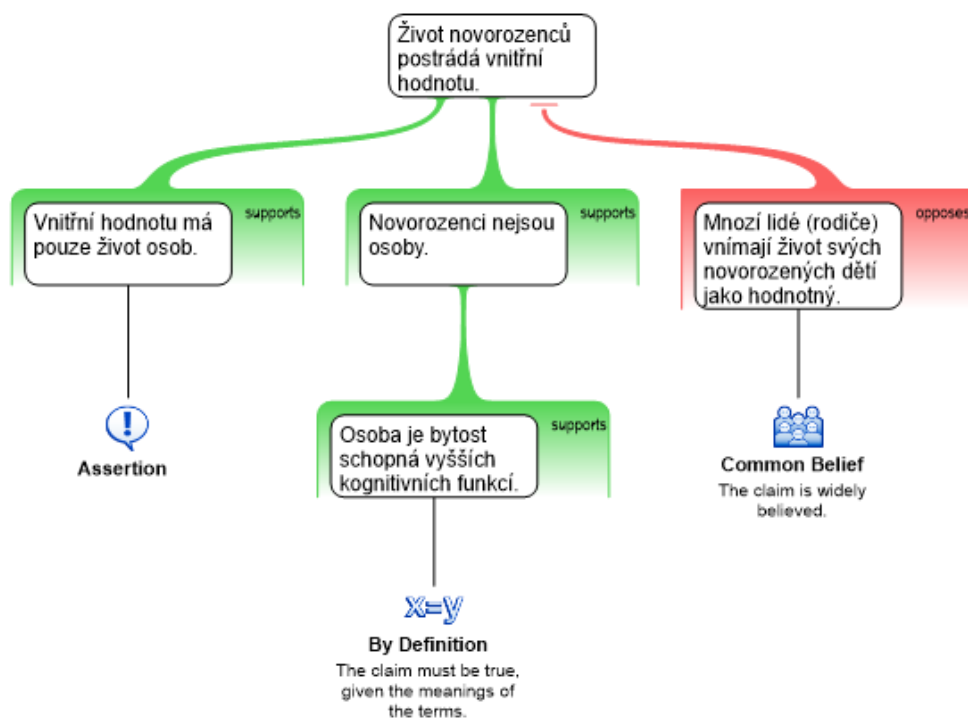 Život novorozenců
postrádá vnitřní
hodnotu.
supports
Vnitřní hodnotu má
pouze život osob.
supports
Novorozenci nejsou
osoby.
opposes
Mnozí lidé (rodiče)
vnímají život svých
novorozených dětí
jako hodnotný.
Assertion
supports
Osoba je bytost
schopná vyšších
kognitivních funkcí.
Common Belief
The claim is widely
believed.
x=y
By Definition
The claim must be true,
given the meanings of
the terms.